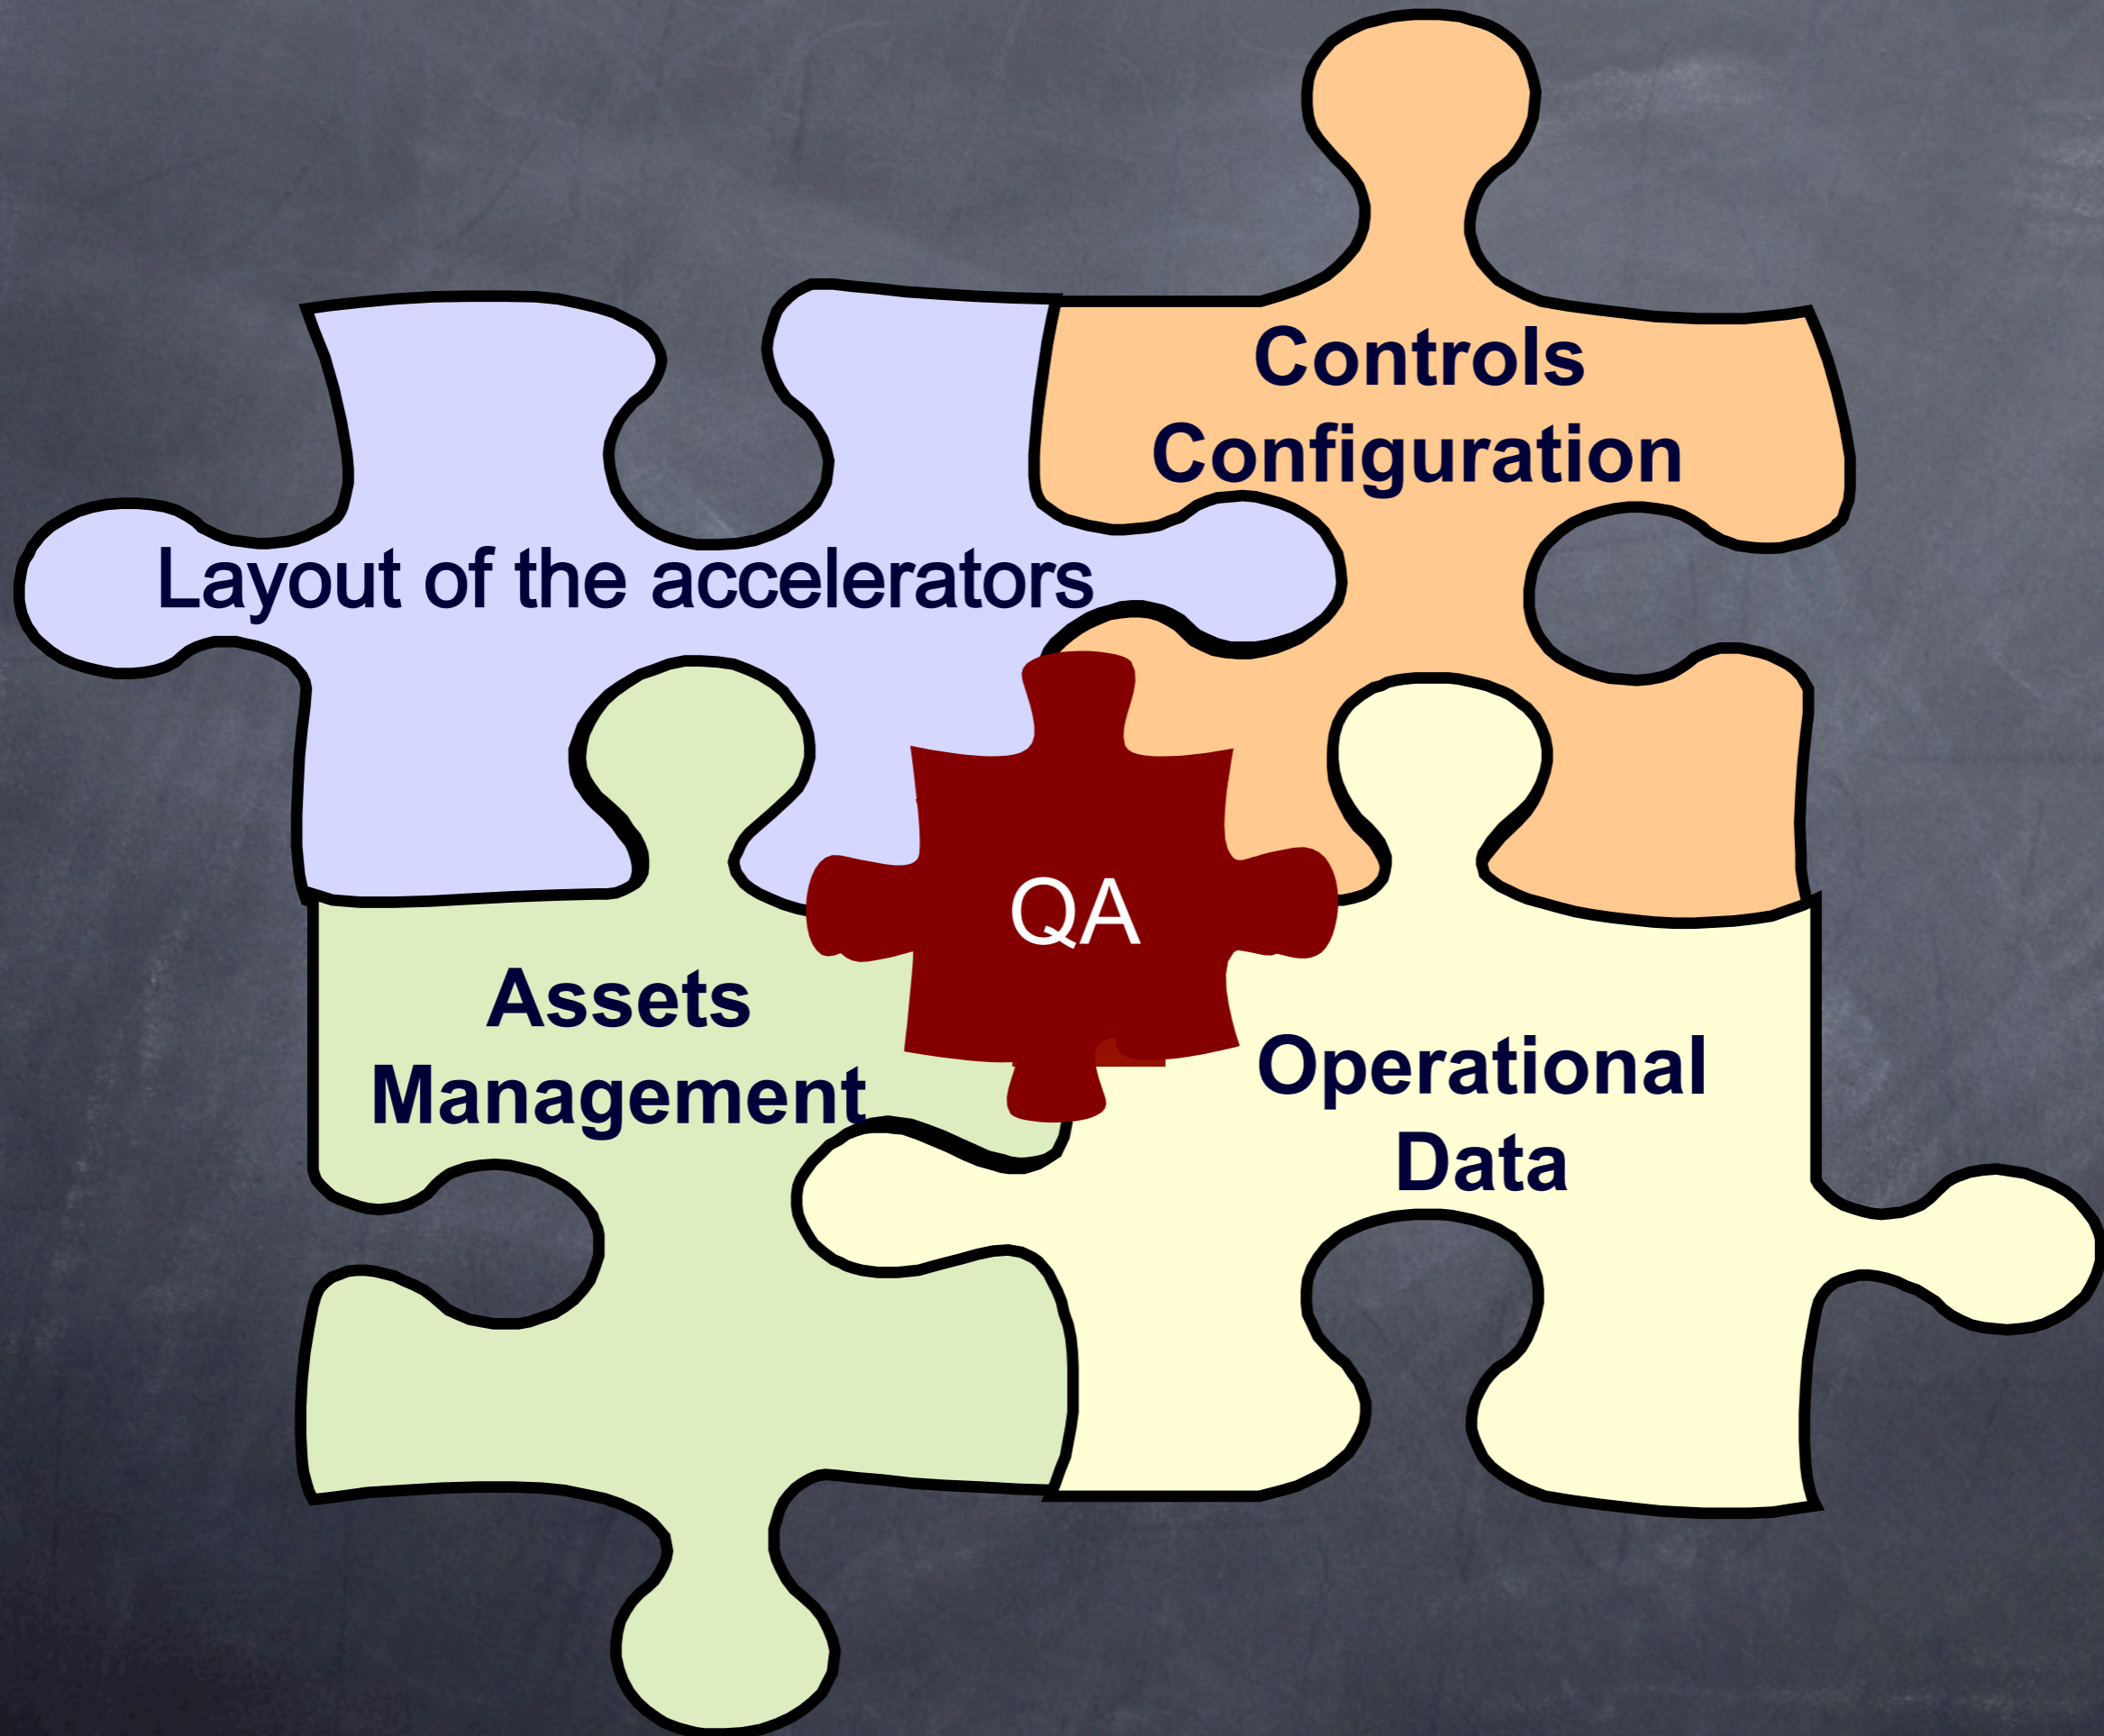 Controls
Configuration
Layout of the accelerators
QA
Assets
Management
Operational
Data